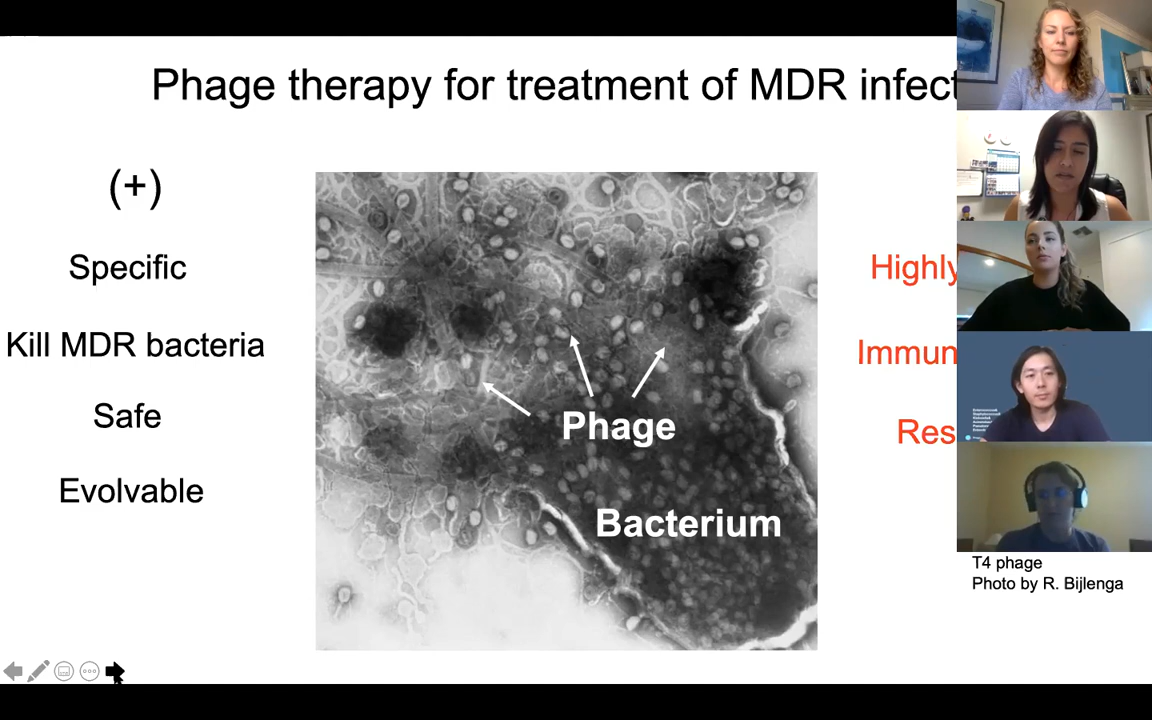 Phage therapy for treatment of MDR infect
(+)
Specific
Highly
Kill MDR bacteria
Immun
Safe
Res
Evolvable
Phage
Bacterium
T4 phage
Photo by R. Bijlenga